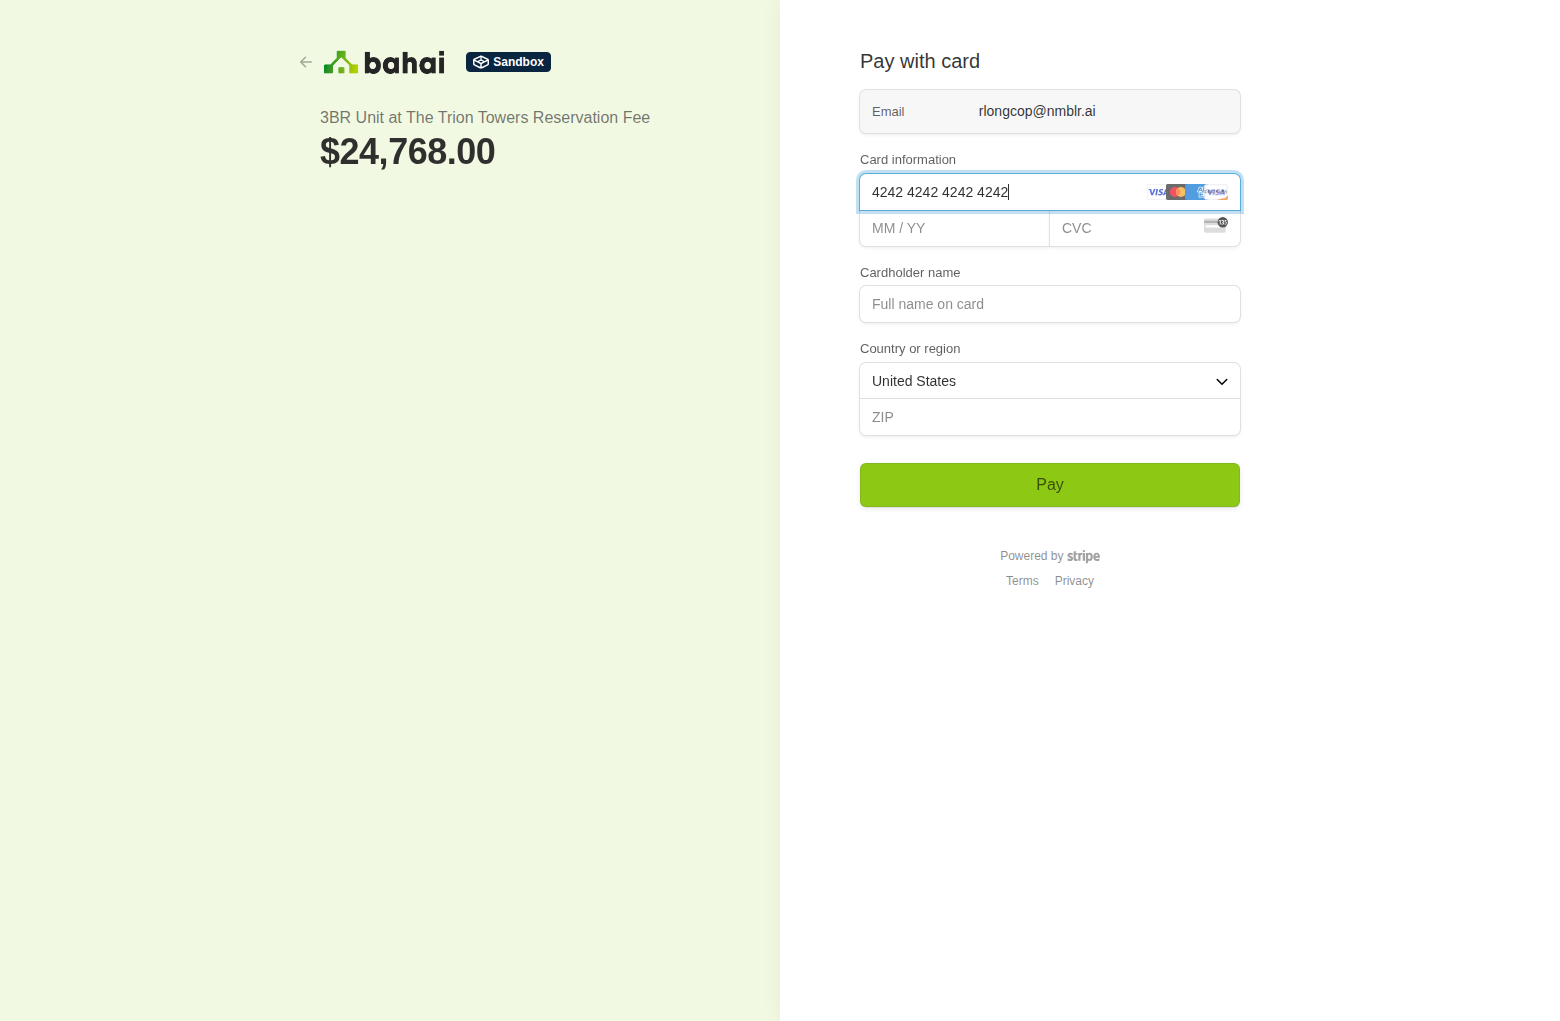 bahai
Sandbox
3BR Unit at The Trion Towers Reservation Fee
$24,768.00
Pay with card
Email rlongcop@nmblr.ai
Card information
4242 4242 4242 4242
VISA VISA
MM / YY CVC
Cardholder name
Full name on card
Country or region
United States
ZIP
Pay
Powered by stripe
Terms Privacy